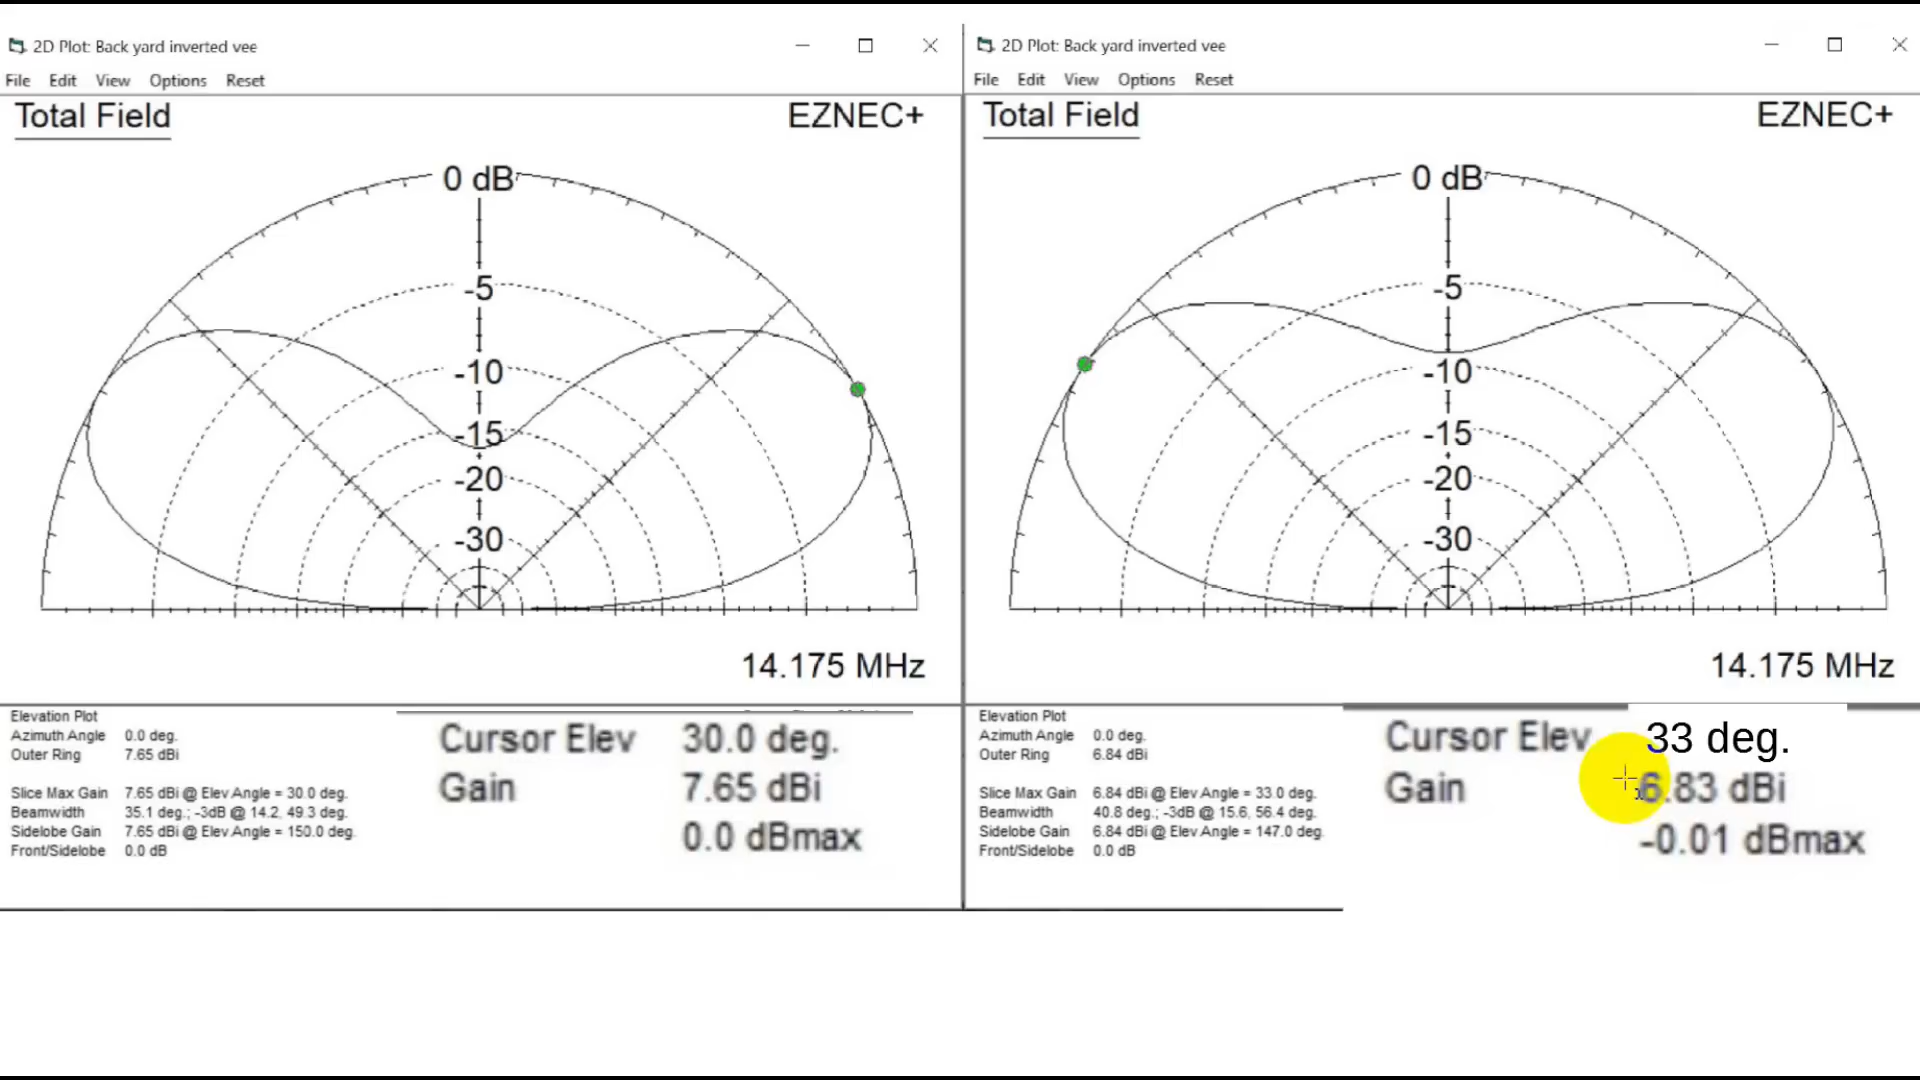 2D Plot: Back yard inverted vee
File Edit View Options Reset
Total Field
EZNEC+
0 dB
-5
-10
-15
-20
-30
14.175 MHz
Elevation Plot
Azimuth Angle 0.0 deg.
Outer Ring 7.65 dBi
Slice Max Gain 7.65 dBi @ Elev Angle = 30.0 deg.
Beamwidth 35.1 deg.; -3dB @ 14.2, 49.3 deg.
Sidelobe Gain 7.65 dBi @ Elev Angle = 150.0 deg.
Front/Sidelobe 0.0 dB
Cursor Elev 30.0 deg.
Gain 7.65 dBi
0.0 dBmax
2D Plot: Back yard inverted vee
File Edit View Options Reset
Total Field
EZNEC+
0 dB
-5
-10
-15
-20
-30
14.175 MHz
Elevation Plot
Azimuth Angle 0.0 deg.
Outer Ring 6.84 dBi
Slice Max Gain 6.84 dBi @ Elev Angle = 33.0 deg.
Beamwidth 40.8 deg.; -3dB @ 15.6, 56.4 deg.
Sidelobe Gain 6.84 dBi @ Elev Angle = 147.0 deg.
Front/Sidelobe 0.0 dB
Cursor Elev 33 deg.
Gain 6.83 dBi
-0.01 dBmax